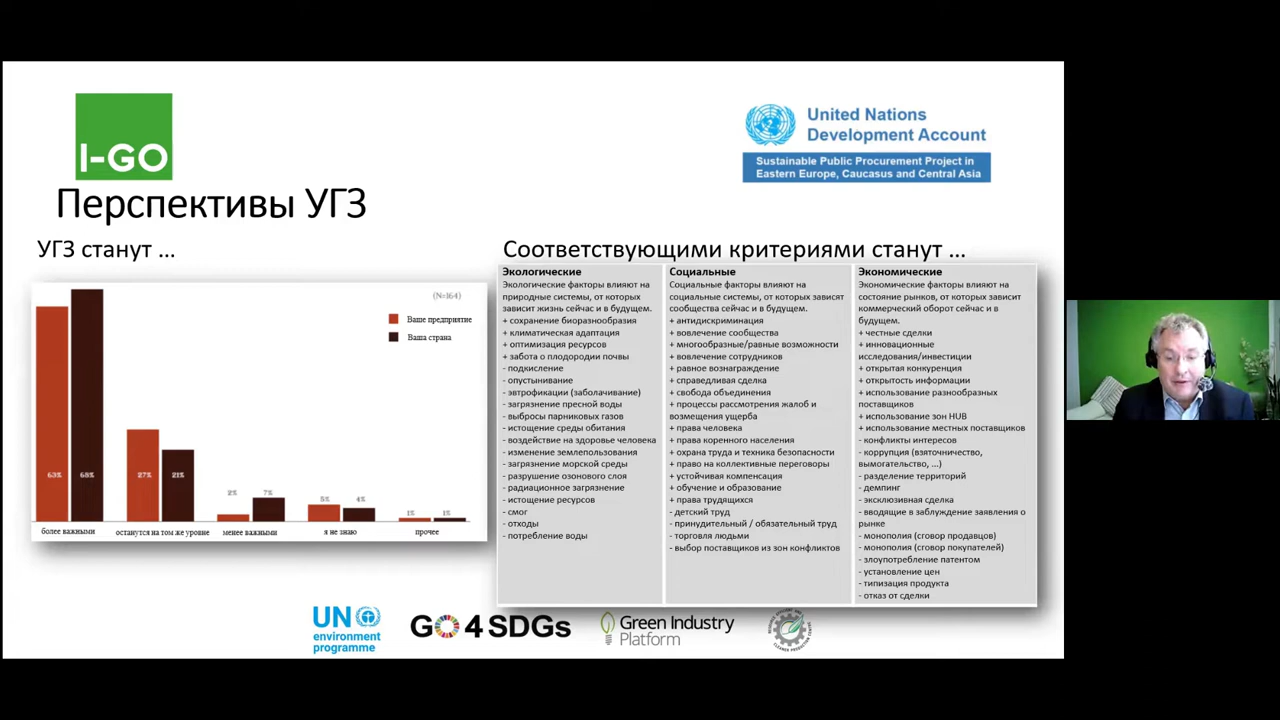 I-GO
United Nations
Development Account
Sustainable Public Procurement Project in
Eastern Europe, Caucasus and Central Asia
Перспективы УГЗ
УГЗ станут ...
(N=164)
Ваше предприятие
Ваша страна
63%
68%
27%
21%
2%
7%
5%
4%
1%
1%
более важными
останутся на том же уровне
менее важными
я не знаю
прочее
Соответствующими критериями станут ...
Экологические
Экологические факторы влияют на
природные системы, от которых
зависит жизнь сейчас и в будущем.
+ сохранение биоразнообразия
+ климатическая адаптация
+ оптимизация ресурсов
+ забота о плодородии почвы
- подкисление
- опустынивание
- эвтрофикации (заболачивание)
- загрязнение пресной воды
- выбросы парниковых газов
- истощение среды обитания
- воздействие на здоровье человека
- изменение землепользования
- загрязнение морской среды
- разрушение озонового слоя
- радиационное загрязнение
- истощение ресурсов
- смог
- отходы
- потребление воды
Социальные
Социальные факторы влияют на
социальные системы, от которых зависят
сообщества сейчас и в будущем.
+ антидискриминация
+ вовлечение сообщества
+ многообразные/равные возможности
+ вовлечение сотрудников
+ равное вознаграждение
+ справедливая сделка
+ свобода объединения
+ процессы рассмотрения жалоб и
возмещения ущерба
+ права человека
+ права коренного населения
+ охрана труда и техника безопасности
+ право на коллективные переговоры
+ устойчивая компенсация
+ обучение и образование
+ права трудящихся
- детский труд
- принудительный / обязательный труд
- торговля людьми
- выбор поставщиков из зон конфликтов
Экономические
Экономические факторы влияют на
состояние рынков, от которых зависит
коммерческий оборот сейчас и в
будущем.
+ честные сделки
+ инновационные
исследования/инвестиции
+ открытая конкуренция
+ открытость информации
+ использование разнообразных
поставщиков
+ использование зон HUB
+ использование местных поставщиков
- конфликты интересов
- коррупция (взяточничество,
вымогательство, ...)
- разделение территорий
- демпинг
- эксклюзивная сделка
- вводящие в заблуждение заявления о
рынке
- монополия (сговор продавцов)
- монополия (сговор покупателей)
- злоупотребление патентом
- установление цен
- типизация продукта
- отказ от сделки
UN
environment
programme
GO 4 SDGs
Green Industry
Platform